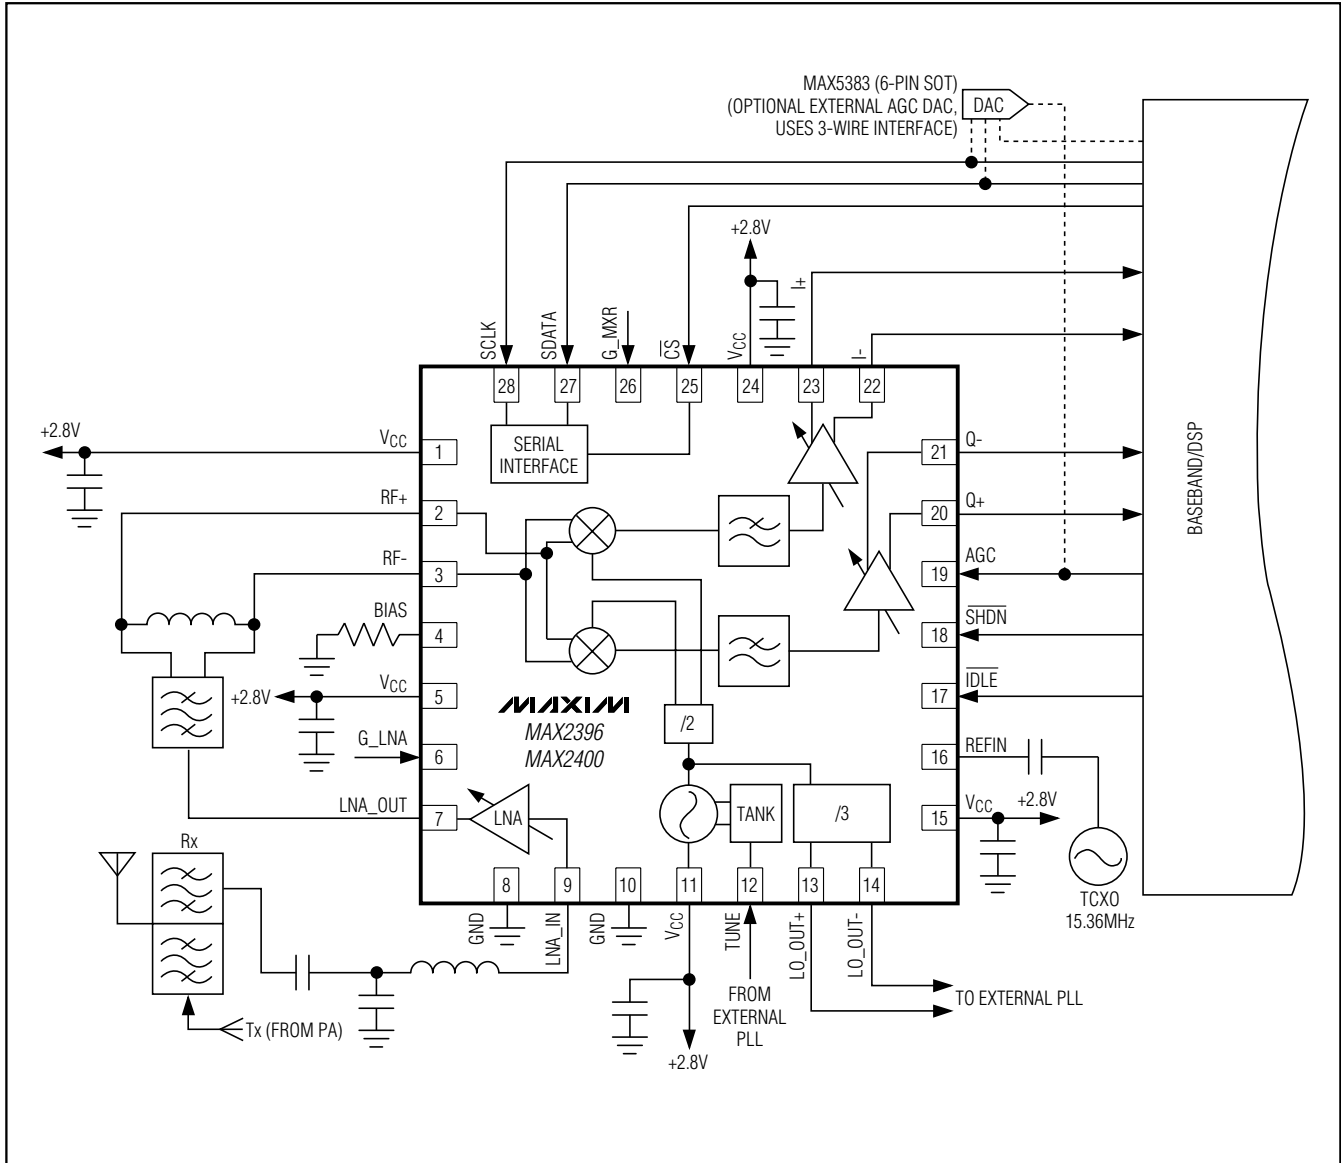 MAX5383 (6-PIN SOT)
(OPTIONAL EXTERNAL AGC DAC,
USES 3-WIRE INTERFACE)
DAC
+2.8V
I+
SCLK
SDATA
G_MXR
CS
VCC
I-
28
27
26
25
24
23
22
+2.8V
VCC
1
SERIAL
INTERFACE
21
Q-
BASEBAND/DSP
RF+
2
20
Q+
RF-
3
19
AGC
BIAS
4
18
SHDN
+2.8V
VCC
5
17
IDLE
MAXIM
MAX2396
MAX2400
/2
G_LNA
6
16
REFIN
LNA_OUT
7
LNA
TANK
/3
15
VCC
+2.8V
Rx
8
9
10
11
12
13
14
TCXO
15.36MHz
GND
LNA_IN
GND
VCC
TUNE
LO_OUT+
LO_OUT-
FROM
EXTERNAL
PLL
TO EXTERNAL PLL
Tx (FROM PA)
+2.8V